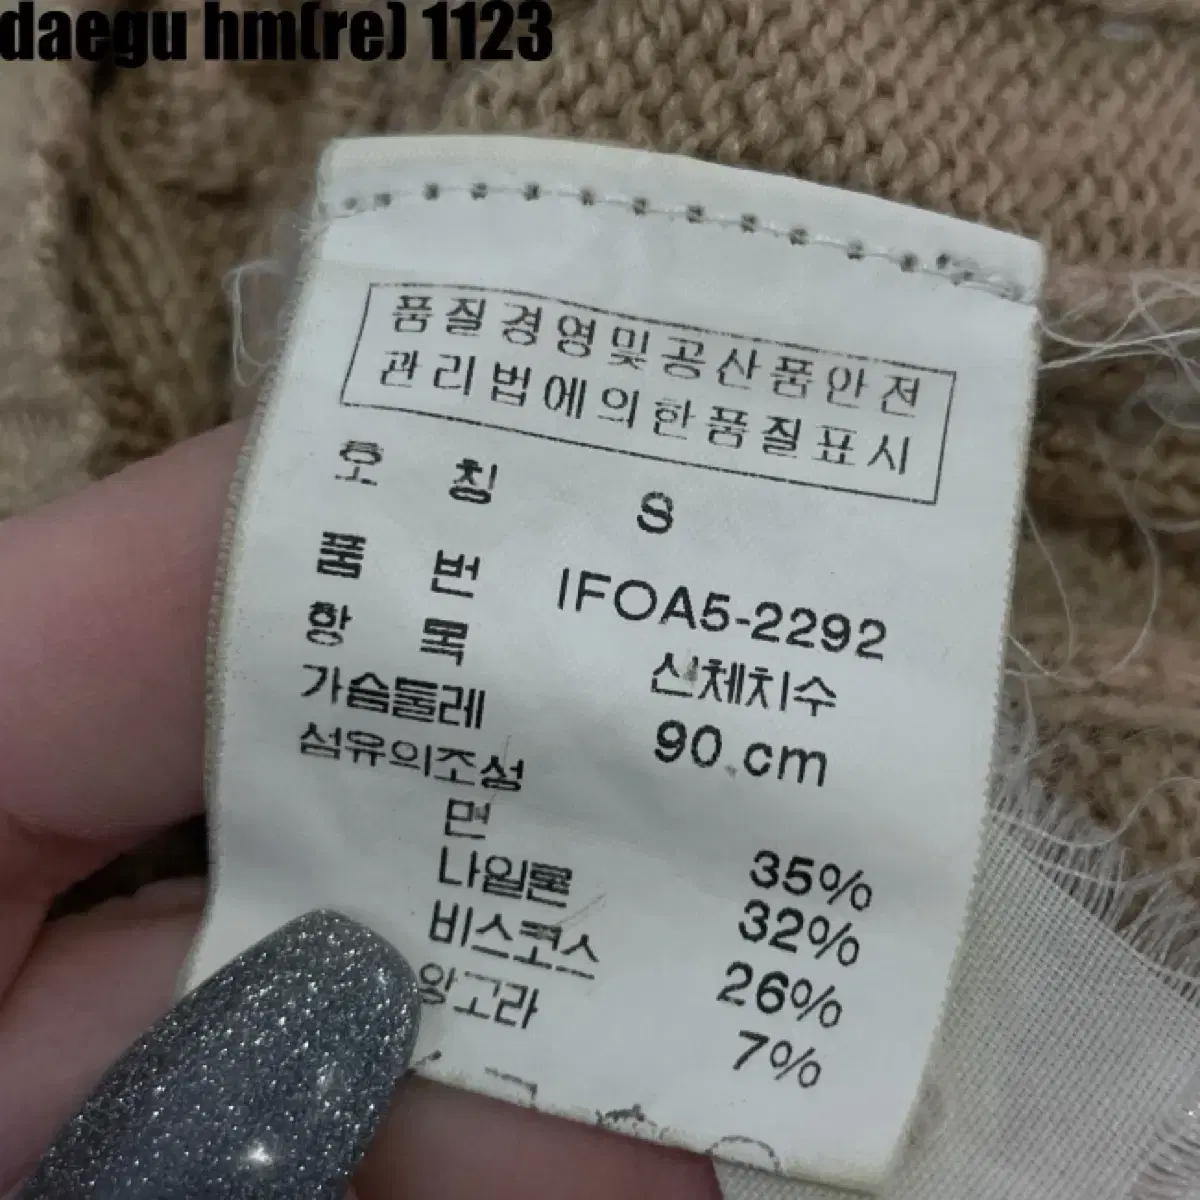 daegu hm(re) 1123
품질경영및공산품안전
관리법에의한품질표시
호 칭 S
품 번 IFOA5-2292
항 목 신체치수
가슴둘레 90.cm
섬유의조성
면 35%
나일론 32%
비스코스 26%
앙고라 7%